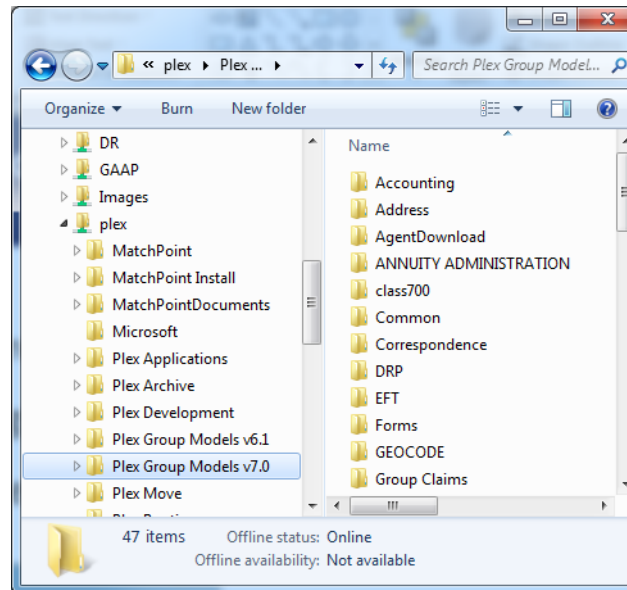 « plex ▸ Plex ... ▸
Search Plex Group Model...
Organize
Burn
New folder
DR
GAAP
Images
plex
MatchPoint
MatchPoint Install
MatchPointDocuments
Microsoft
Plex Applications
Plex Archive
Plex Development
Plex Group Models v6.1
Plex Group Models v7.0
Plex Move
Name
Accounting
Address
AgentDownload
ANNUITY ADMINISTRATION
class700
Common
Correspondence
DRP
EFT
Forms
GEOCODE
Group Claims
47 items
Offline status: Online
Offline availability: Not available